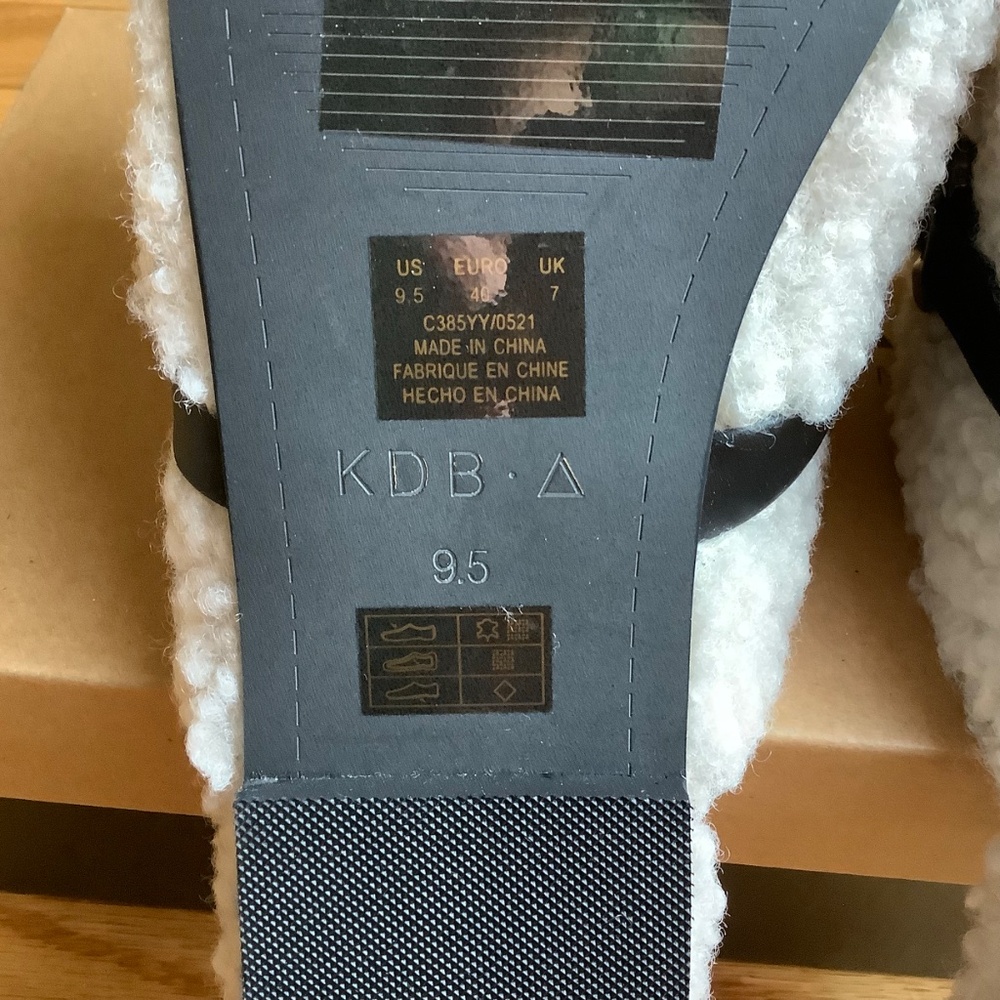 US EURO UK
9.5 40 7
C385YY/0521
MADE IN CHINA
FABRIQUE EN CHINE
HECHO EN CHINA
KDB · Δ
9.5